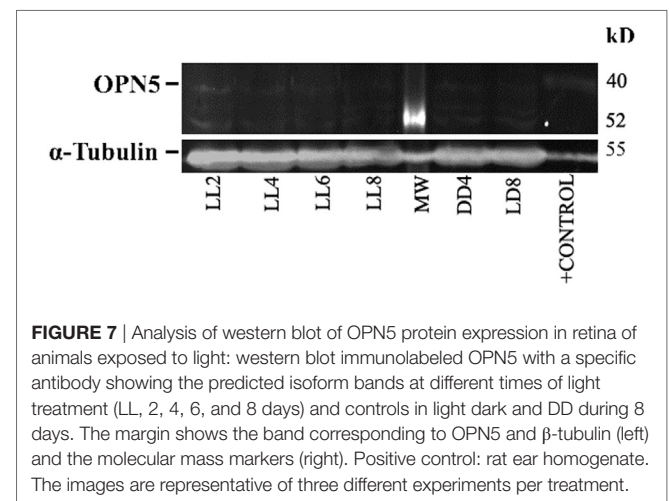 kD
OPN5 –
40
52
α-Tubulin –
55
LL2
LL4
LL6
LL8
MW
DD4
LD8
+CONTROL
FIGURE 7 | Analysis of western blot of OPN5 protein expression in retina of
animals exposed to light: western blot immunolabeled OPN5 with a specific
antibody showing the predicted isoform bands at different times of light
treatment (LL, 2, 4, 6, and 8 days) and controls in light dark and DD during 8
days. The margin shows the band corresponding to OPN5 and β-tubulin (left)
and the molecular mass markers (right). Positive control: rat ear homogenate.
The images are representative of three different experiments per treatment.